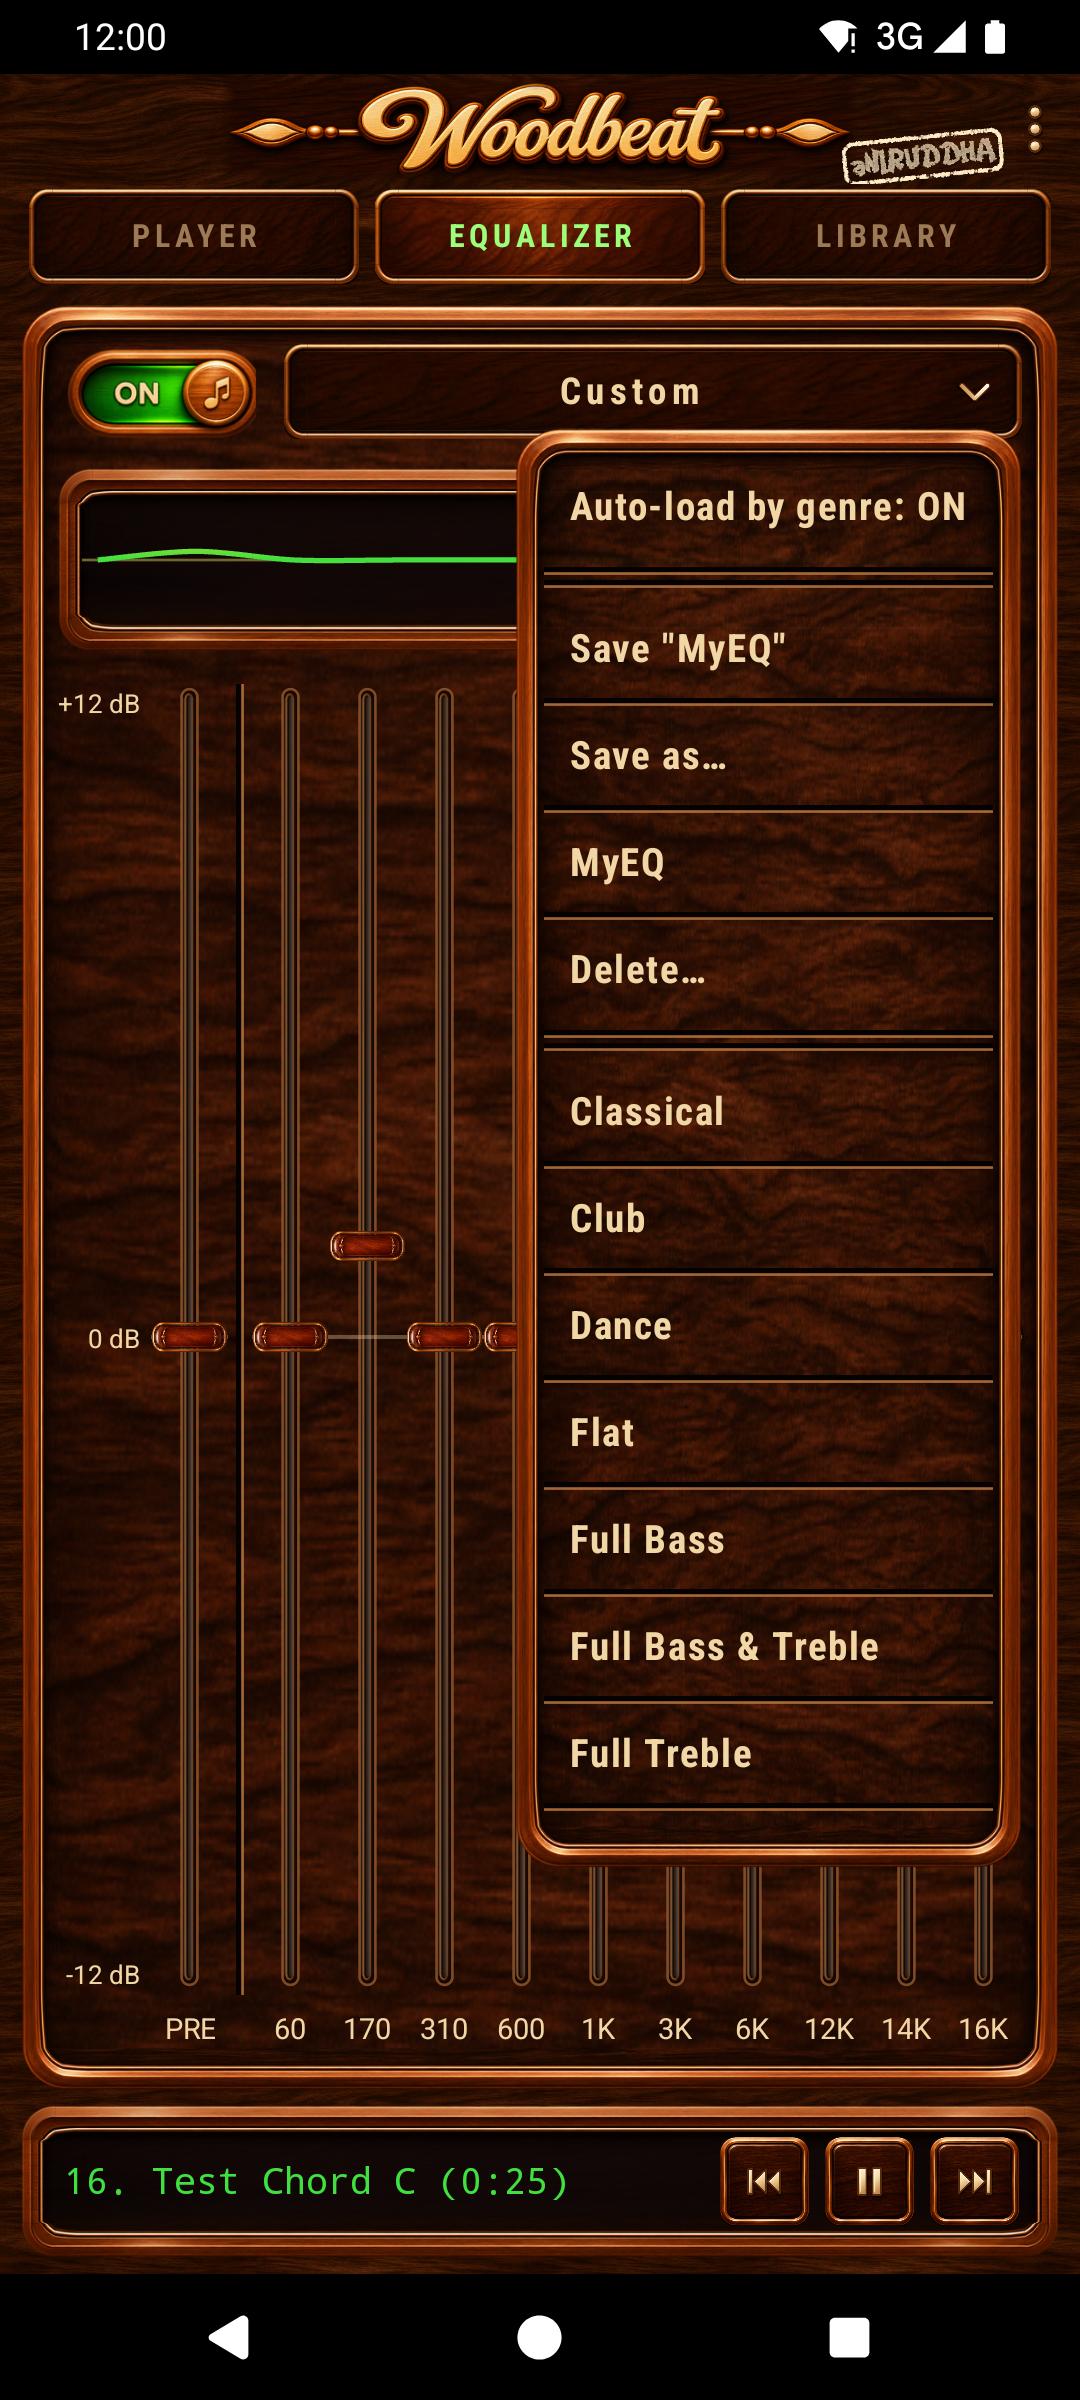 12:00
3G
Woodbeat
aNIRUDDHA
PLAYER
EQUALIZER
LIBRARY
ON
Custom
Auto-load by genre: ON
Save "MyEQ"
Save as…
MyEQ
Delete…
Classical
Club
Dance
Flat
Full Bass
Full Bass & Treble
Full Treble
+12 dB
0 dB
-12 dB
PRE 60 170 310 600 1K 3K 6K 12K 14K 16K
16. Test Chord C (0:25)